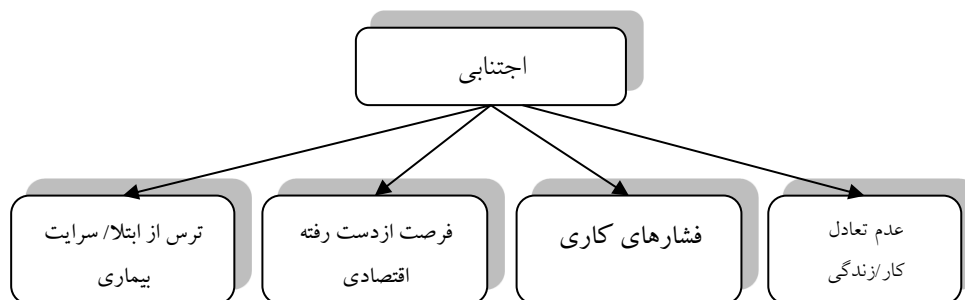 اجتنابی
عدم تعادل
کار/زندگی
فشارهای کاری
فرصت ازدست رفته
اقتصادی
ترس از ابتلا/ سرایت
بیماری